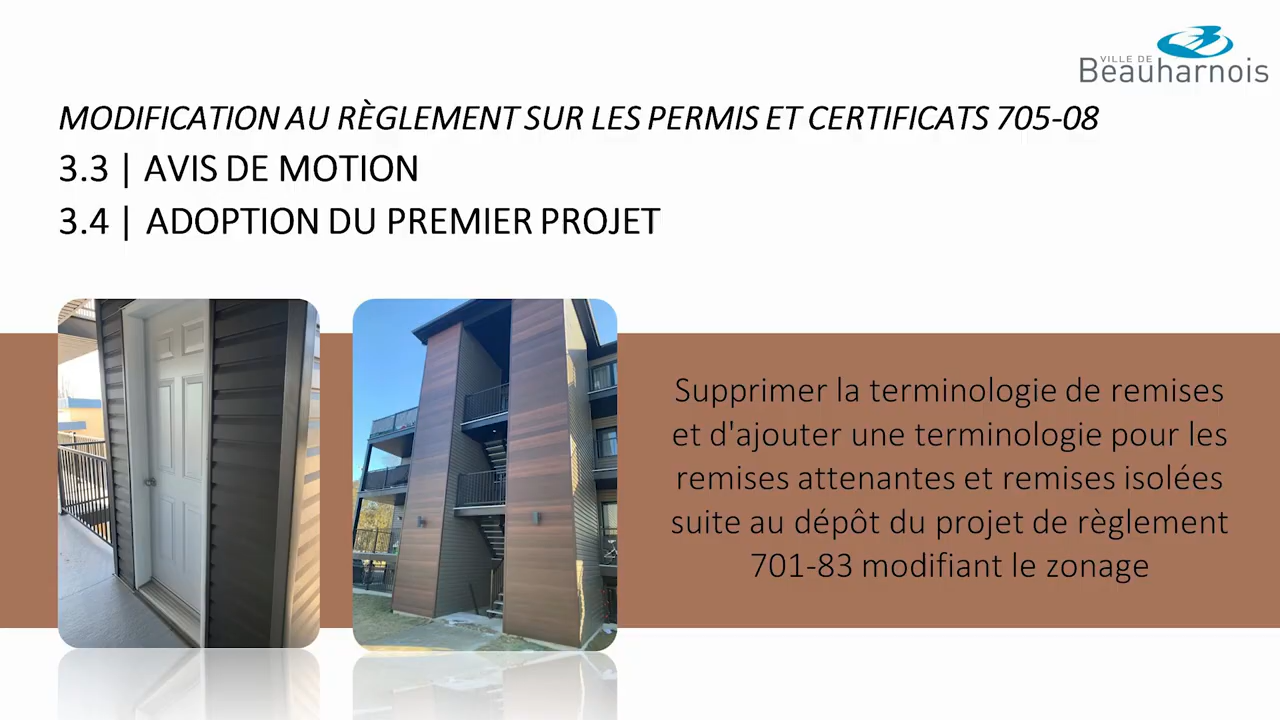 VILLE DE
Beauharnois
MODIFICATION AU RÈGLEMENT SUR LES PERMIS ET CERTIFICATS 705-08
3.3 | AVIS DE MOTION
3.4 | ADOPTION DU PREMIER PROJET
Supprimer la terminologie de remises
et d'ajouter une terminologie pour les
remises attenantes et remises isolées
suite au dépôt du projet de règlement
701-83 modifiant le zonage